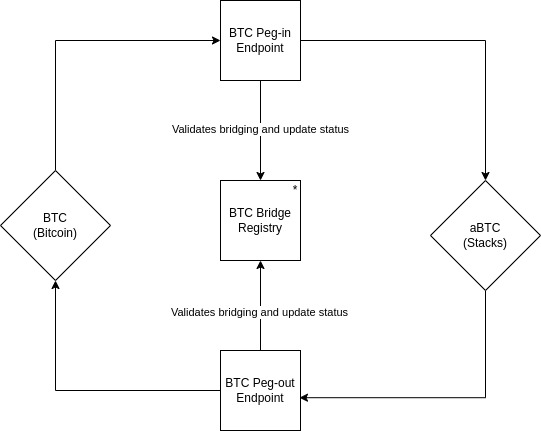 BTC Peg-in
Endpoint
Validates bridging and update status
*
BTC Bridge
Registry
BTC
(Bitcoin)
aBTC
(Stacks)
Validates bridging and update status
BTC Peg-out
Endpoint